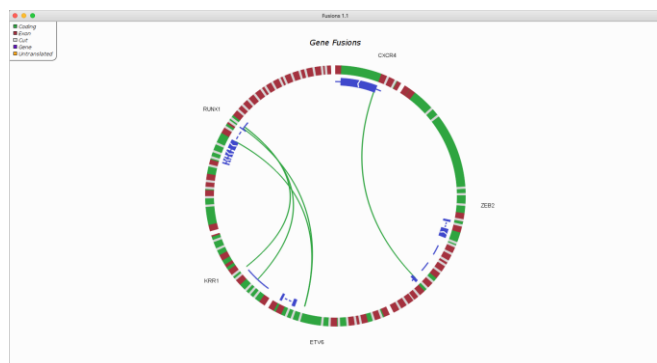 Fusions 1.1
Coding
Exon
Cut
Gene
Untranslated
Gene Fusions
CXCR4
RUNX1
ZEB2
KRR1
ETV6